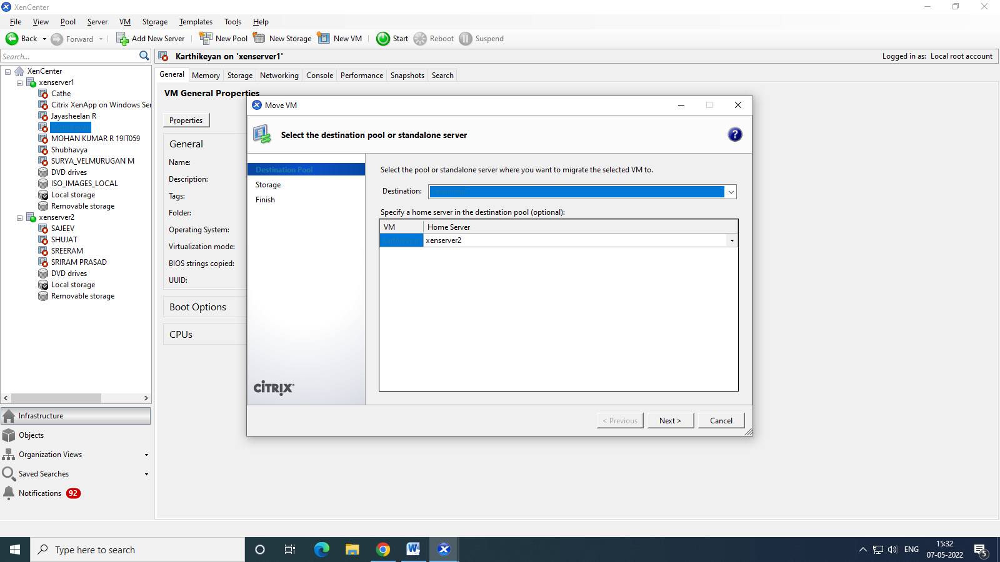 XenCenter
File View Pool Server VM Storage Templates Tools Help
Back Forward Add New Server New Pool New Storage New VM Start Reboot Suspend
Search...
Karthikeyan on 'xenserver1'
Logged in as: Local root account
XenCenter
xenserver1
Cathe
Citrix XenApp on Windows Ser
Jayasheelan R
MOHAN KUMAR R 19IT059
Shubhavya
SURYA_VELMURUGAN M
DVD drives
ISO_IMAGES_LOCAL
Local storage
Removable storage
xenserver2
SAJEEV
SHUJAT
SREERAM
SRIRAM PRASAD
DVD drives
Local storage
Removable storage
Infrastructure
Objects
Organization Views
Saved Searches
Notifications 92
General Memory Storage Networking Console Performance Snapshots Search
VM General Properties
Properties
General
Name:
Description:
Tags:
Folder:
Operating System:
Virtualization mode:
BIOS strings copied:
UUID:
Boot Options
CPUs
Move VM
Select the destination pool or standalone server
?
Destination Pool
Storage
Finish
CITRIX
Select the pool or standalone server where you want to migrate the selected VM to.
Destination:
Specify a home server in the destination pool (optional):
VM Home Server
xenserver2
< Previous Next > Cancel
Type here to search
ENG
15:32
07-05-2022
5